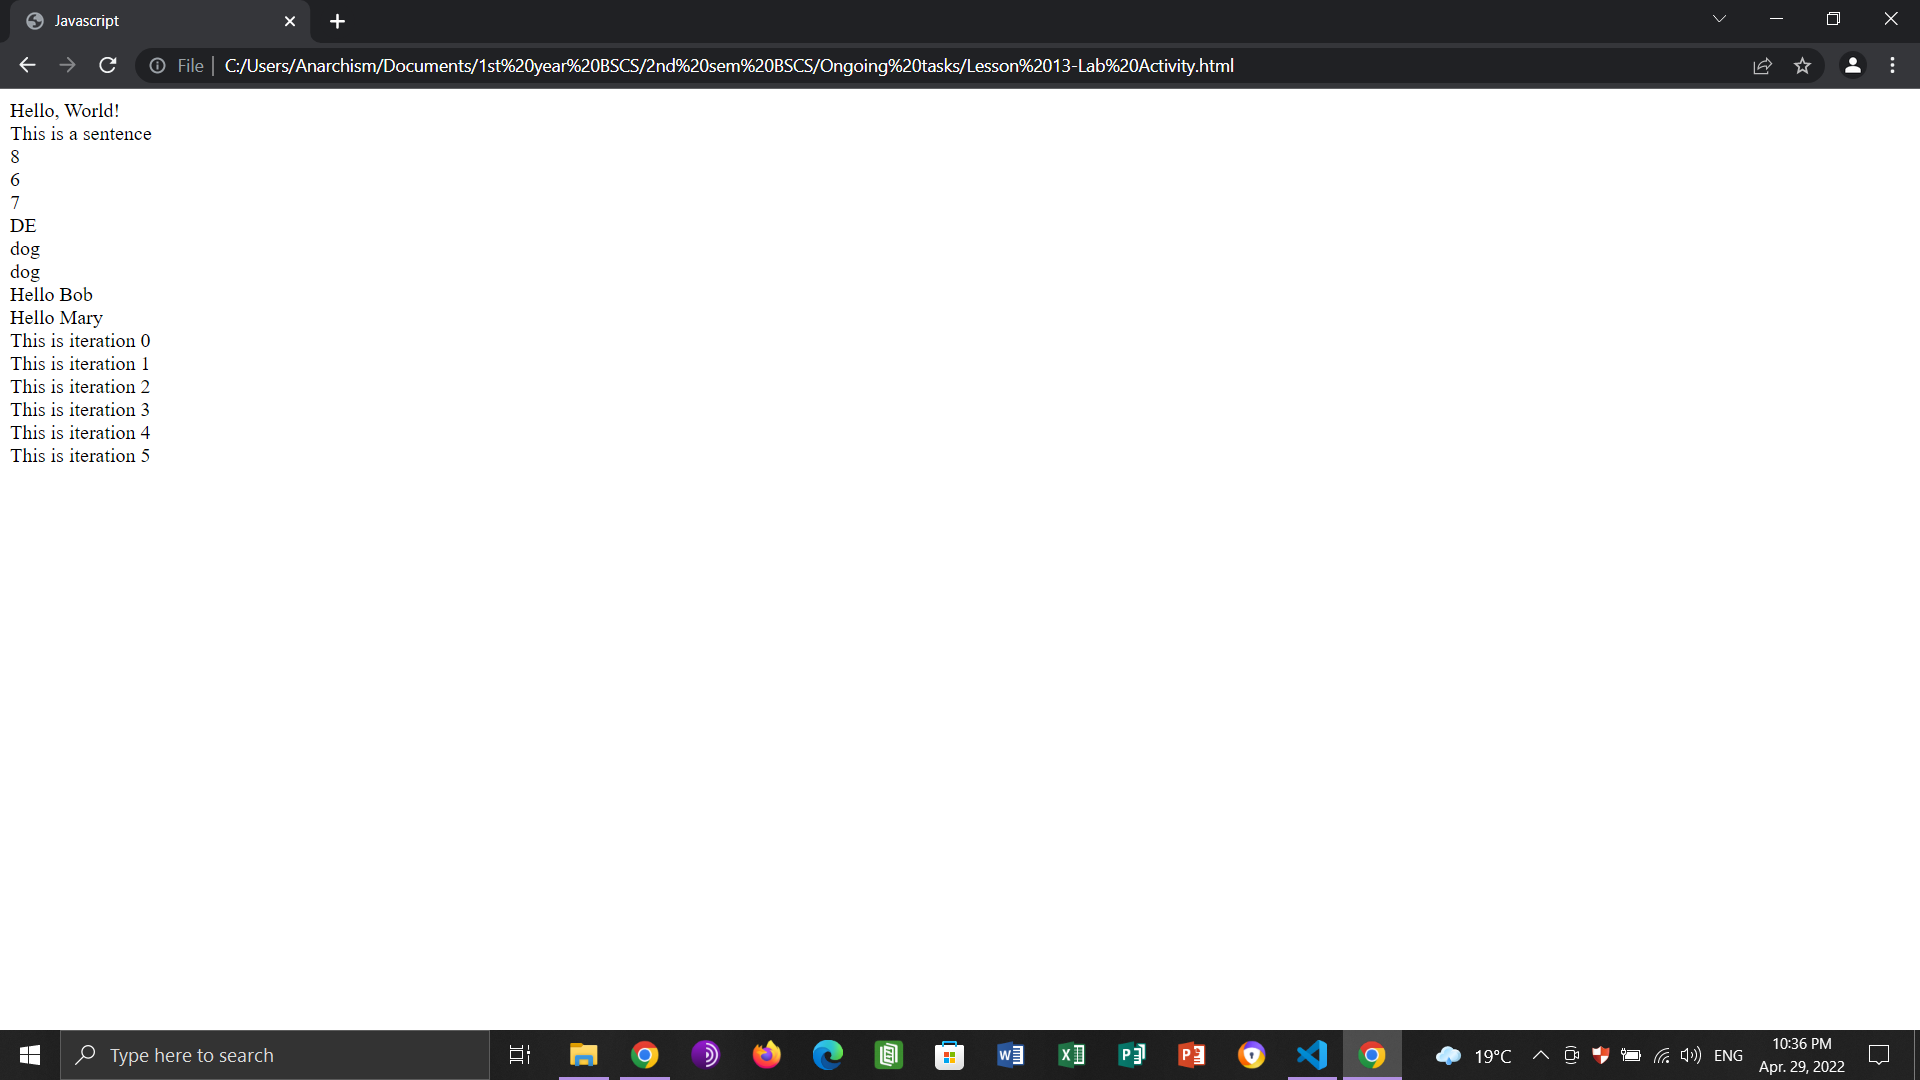 Javascript
File
C:/Users/Anarchism/Documents/1st%20year%20BSCS/2nd%20sem%20BSCS/Ongoing%20tasks/Lesson%2013-Lab%20Activity.html
Hello, World!
This is a sentence
8
6
7
DE
dog
dog
Hello Bob
Hello Mary
This is iteration 0
This is iteration 1
This is iteration 2
This is iteration 3
This is iteration 4
This is iteration 5
Type here to search
19°C
ENG
10:36 PM
Apr. 29, 2022